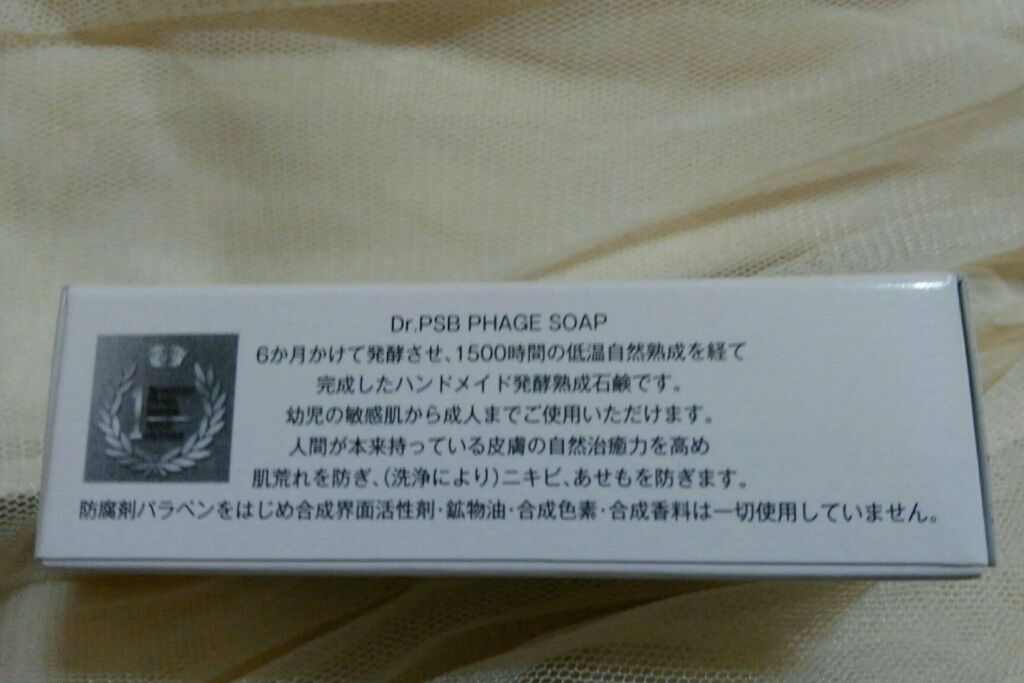 Dr.PSB PHAGE SOAP
6か月かけて発酵させ、1500時間の低温自然熟成を経て
完成したハンドメイド発酵熟成石鹸です。
幼児の敏感肌から成人までご使用いただけます。
人間が本来持っている皮膚の自然治癒力を高め
肌荒れを防ぎ、(洗浄により)ニキビ、あせもを防ぎます。
防腐剤パラベンをはじめ合成界面活性剤・鉱物油・合成色素・合成香料は一切使用していません。